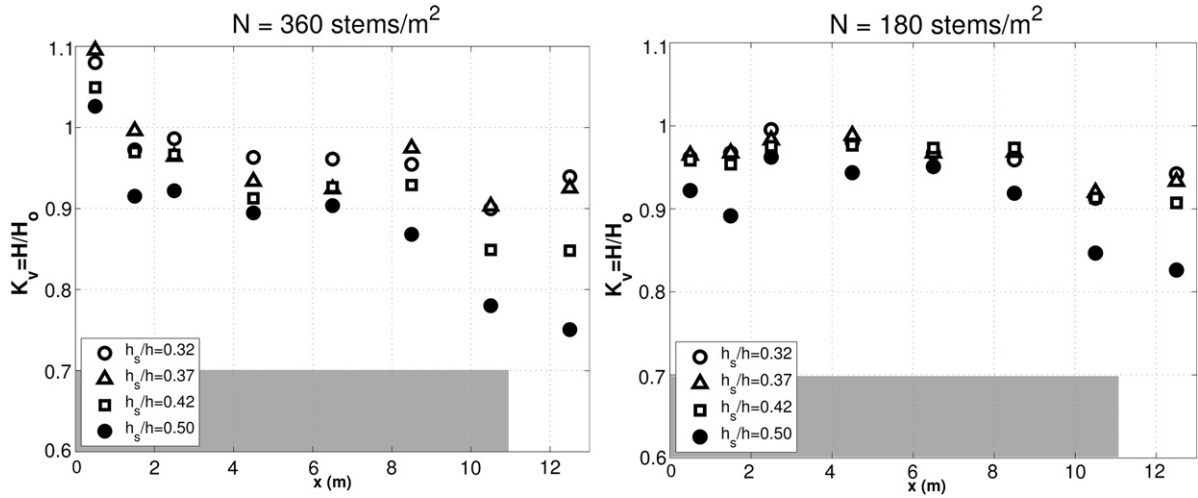 N = 360 stems/m²
1.1
1
0.9
0.8
0.7
0.6
K_v=H/H_o
h_s/h=0.32
h_s/h=0.37
h_s/h=0.42
h_s/h=0.50
0 2 4 6 8 10 12
x (m)
N = 180 stems/m²
1.1
1
0.9
0.8
0.7
0.6
K_v=H/H_o
h_s/h=0.32
h_s/h=0.37
h_s/h=0.42
h_s/h=0.50
0 2 4 6 8 10 12
x (m)